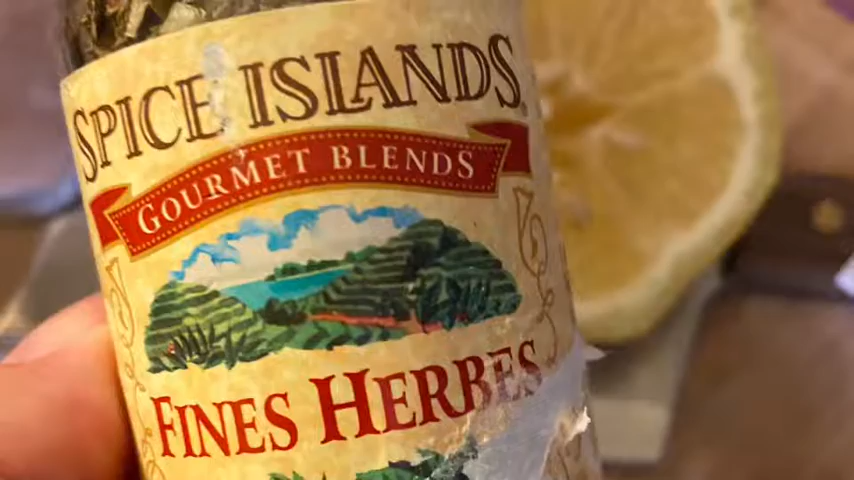 SPICE ISLANDS
GOURMET BLENDS
FINES HERBES